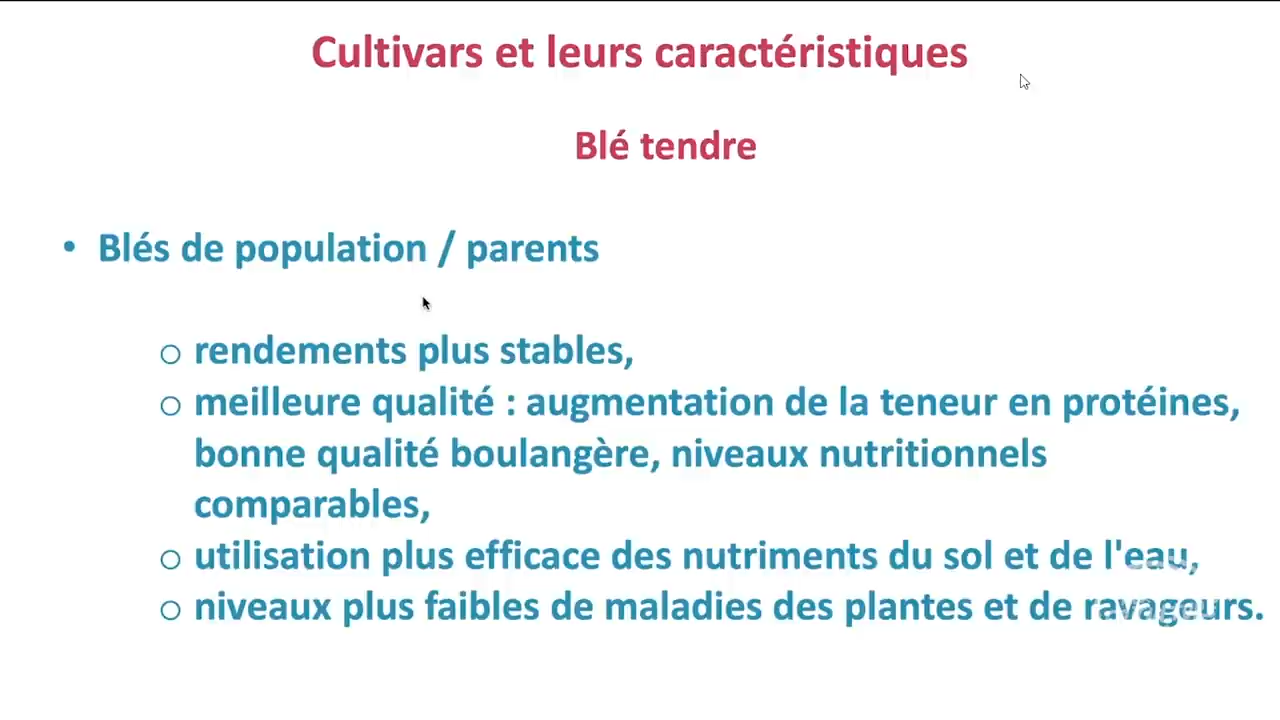 Cultivars et leurs caractéristiques
Blé tendre
• Blés de population / parents
o rendements plus stables,
o meilleure qualité : augmentation de la teneur en protéines,
bonne qualité boulangère, niveaux nutritionnels
comparables,
o utilisation plus efficace des nutriments du sol et de l'eau,
o niveaux plus faibles de maladies des plantes et de ravageurs.